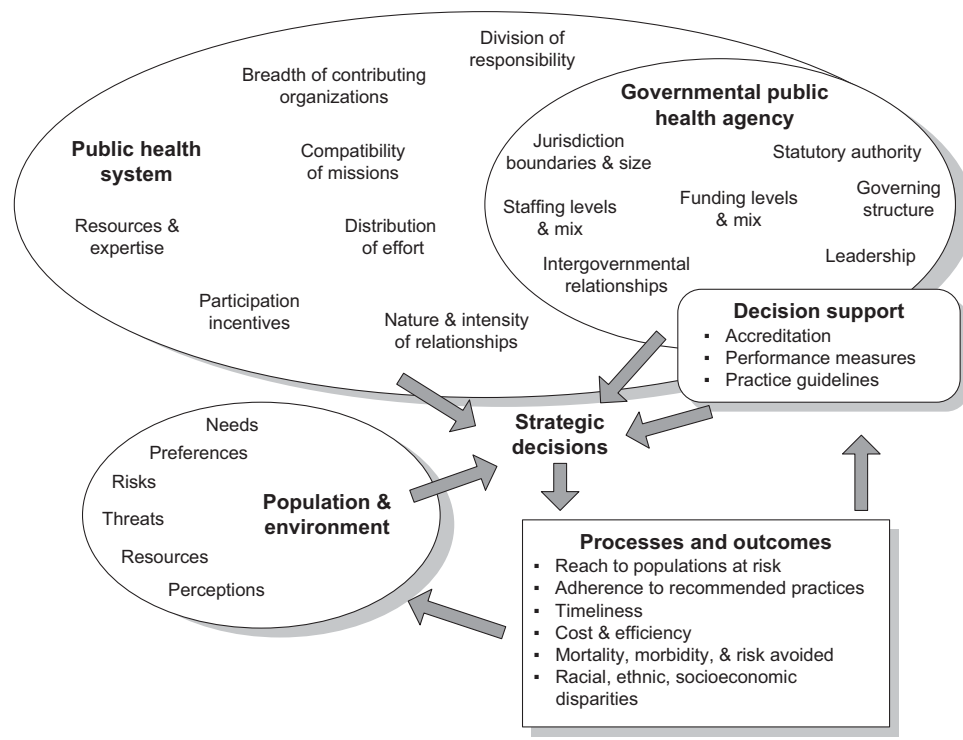 Division of
responsibility
Breadth of contributing
organizations
Public health
system
Compatibility
of missions
Resources &
expertise
Distribution
of effort
Participation
incentives
Nature & intensity
of relationships
Governmental public
health agency
Jurisdiction
boundaries & size
Statutory authority
Staffing levels
& mix
Funding levels
& mix
Governing
structure
Intergovernmental
relationships
Leadership
Decision support
▪ Accreditation
▪ Performance measures
▪ Practice guidelines
Strategic
decisions
Needs
Preferences
Risks
Threats
Resources
Perceptions
Population &
environment
Processes and outcomes
▪ Reach to populations at risk
▪ Adherence to recommended practices
▪ Timeliness
▪ Cost & efficiency
▪ Mortality, morbidity, & risk avoided
▪ Racial, ethnic, socioeconomic
disparities